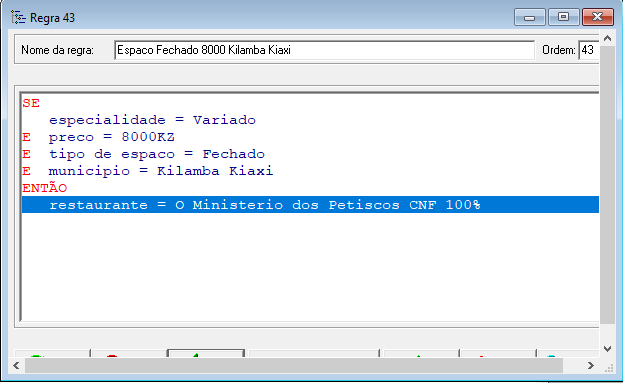 Regra 43
Nome da regra: Espaco Fechado 8000 Kilamba Kiaxi Ordem: 43
SE
especialidade = Variado
E preco = 8000KZ
E tipo de espaco = Fechado
E municipio = Kilamba Kiaxi
ENTÃO
restaurante = O Ministerio dos Petiscos CNF 100%